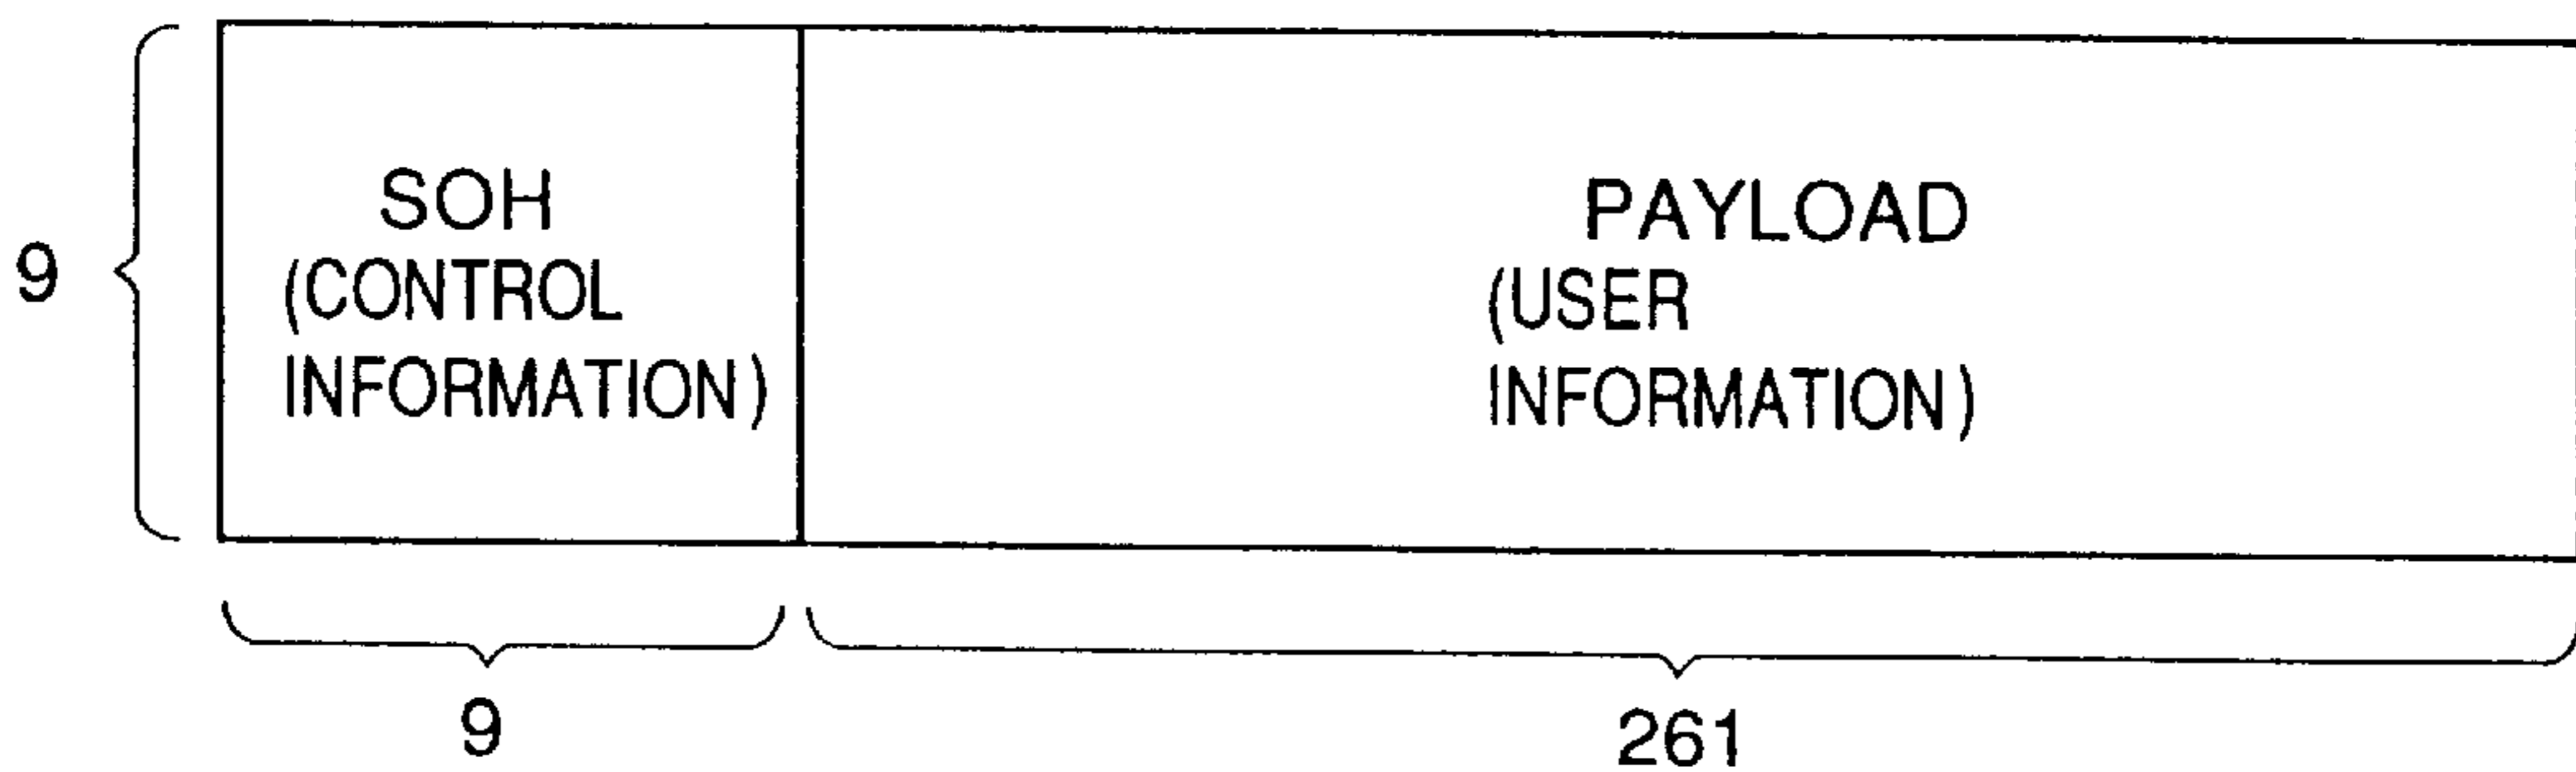 SOH
(CONTROL
INFORMATION)
PAYLOAD
(USER
INFORMATION)
9
9
261